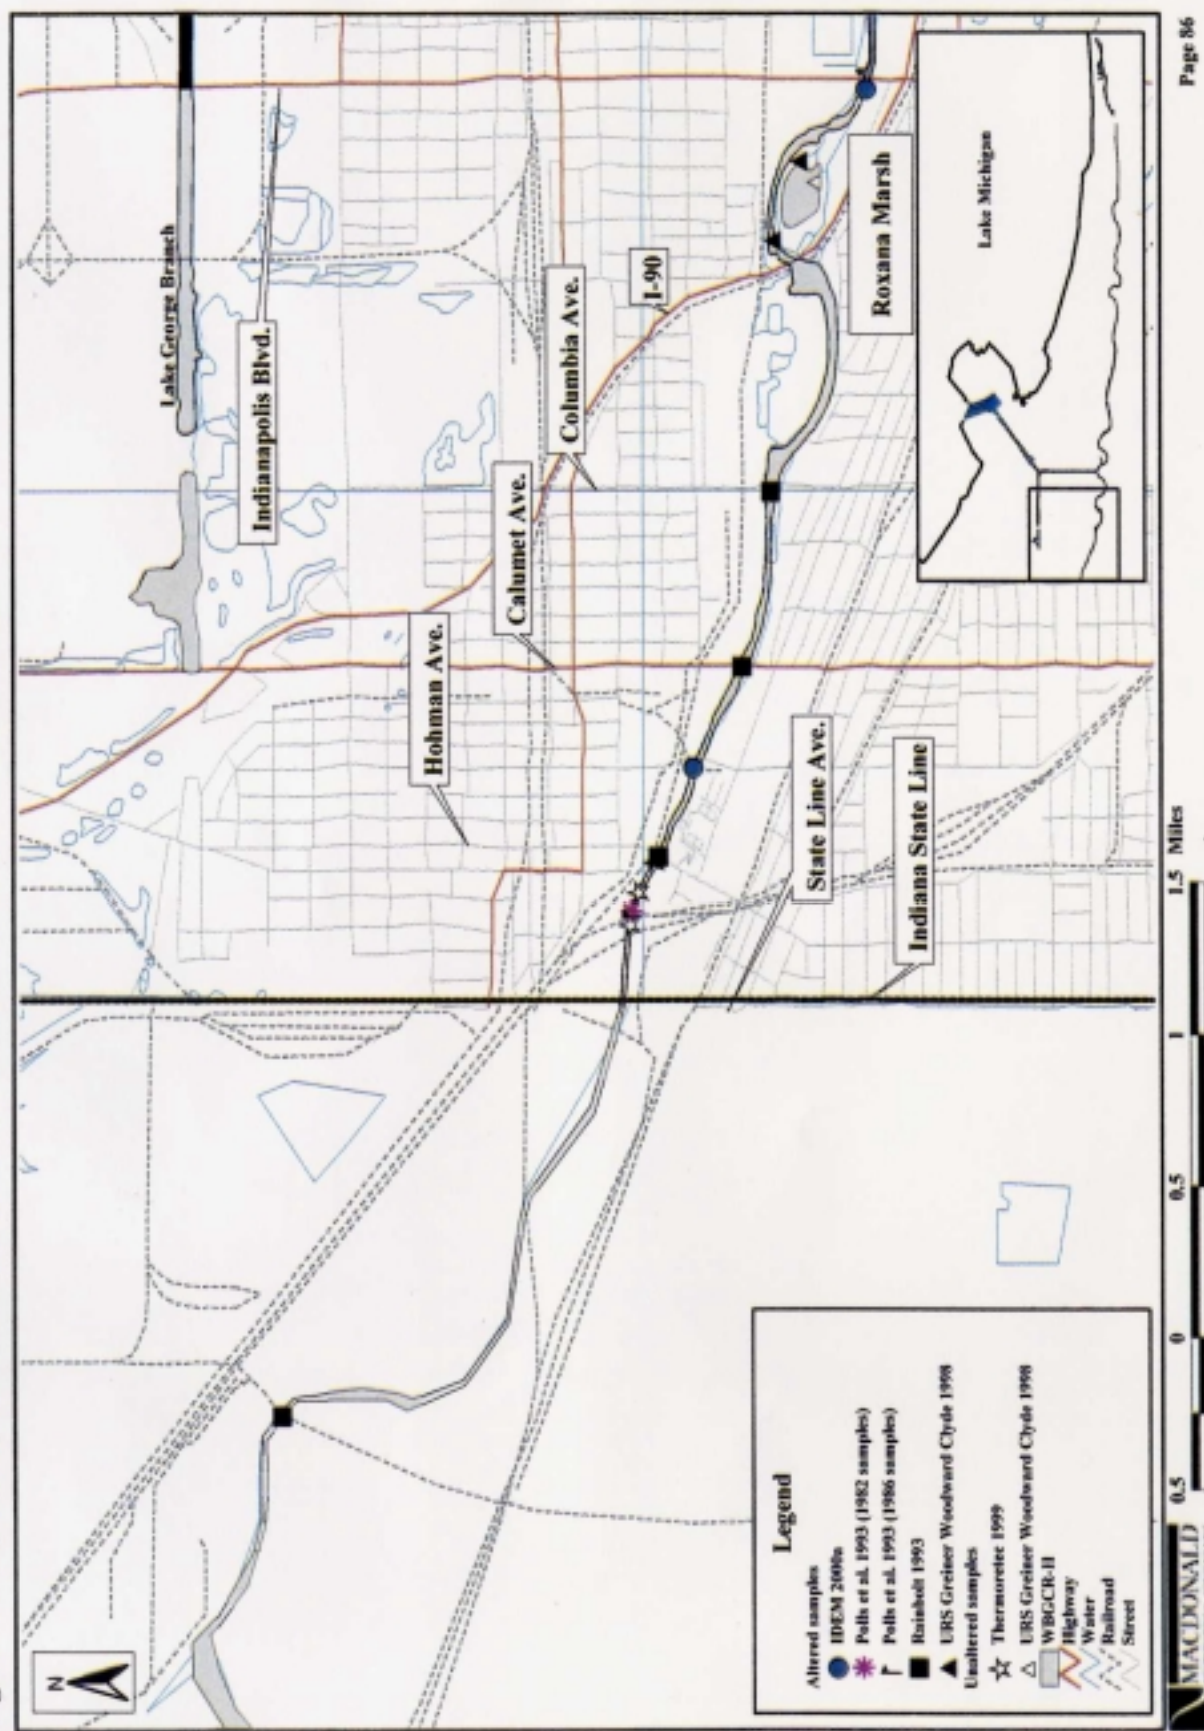 Page 86
Lake George Branch
Indianapolis Blvd.
Hohman Ave.
Calumet Ave.
Columbia Ave.
I-90
Roxana Marsh
State Line Ave.
Indiana State Line
Lake Michigan
N
Legend
Altered samples
IDEM 2000a
Polls et al. 1993 (1982 samples)
Polls et al. 1993 (1986 samples)
Rainbolt 1993
URS Greiner Woodward Clyde 1998
Unaltered samples
Thermoretec 1999
URS Greiner Woodward Clyde 1998
WBGCR-II
Highway
Water
Railroad
Street
0.5
0
0.5
1
1.5 Miles
MACDONALD